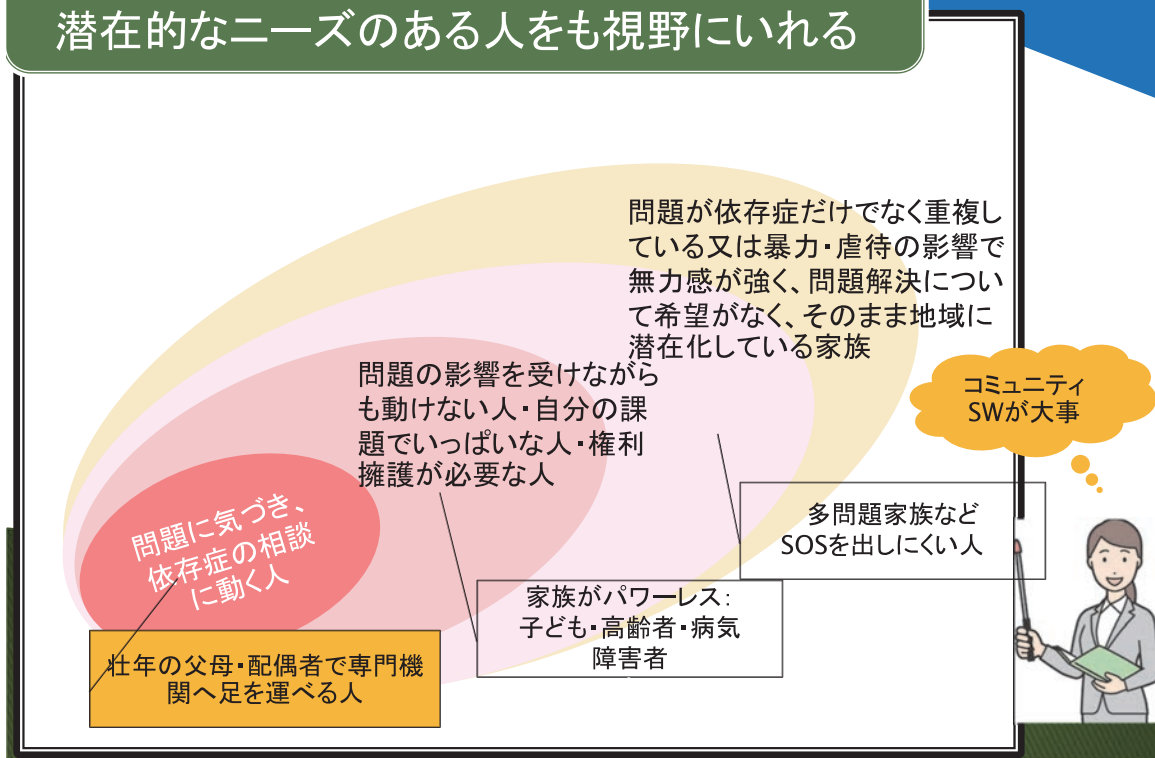 潜在的なニーズのある人をも視野にいれる
問題が依存症だけでなく重複し
ている又は暴力・虐待の影響で
無力感が強く、問題解決につい
て希望がなく、そのまま地域に
潜在化している家族
問題の影響を受けながら
も動けない人・自分の課
題でいっぱいな人・権利
擁護が必要な人
コミュニティ
SWが大事
問題に気づき、
依存症の相談
に動く人
多問題家族など
SOSを出しにくい人
家族がパワーレス:
子ども・高齢者・病気
障害者
壮年の父母・配偶者で専門機
関へ足を運べる人